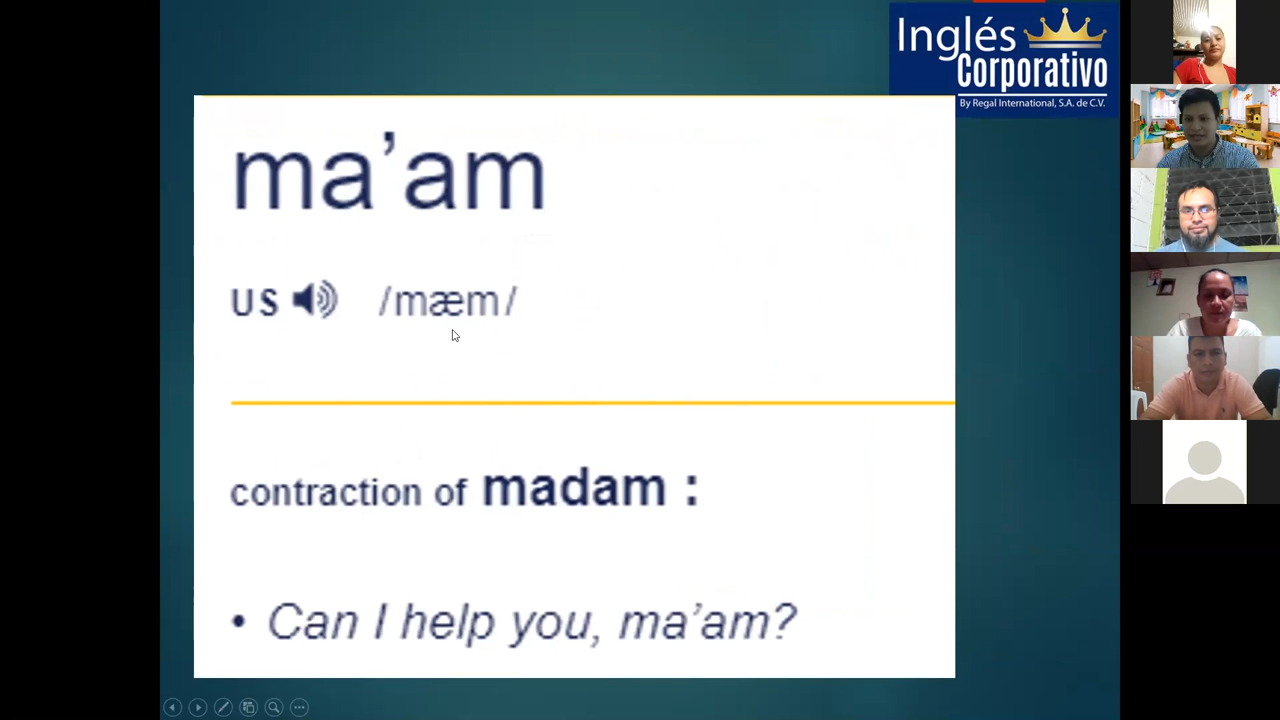 Inglés
Corporativo
By Regal International, S.A. de C.V.
ma’am
US /mæm/
contraction of madam :
• Can I help you, ma’am?